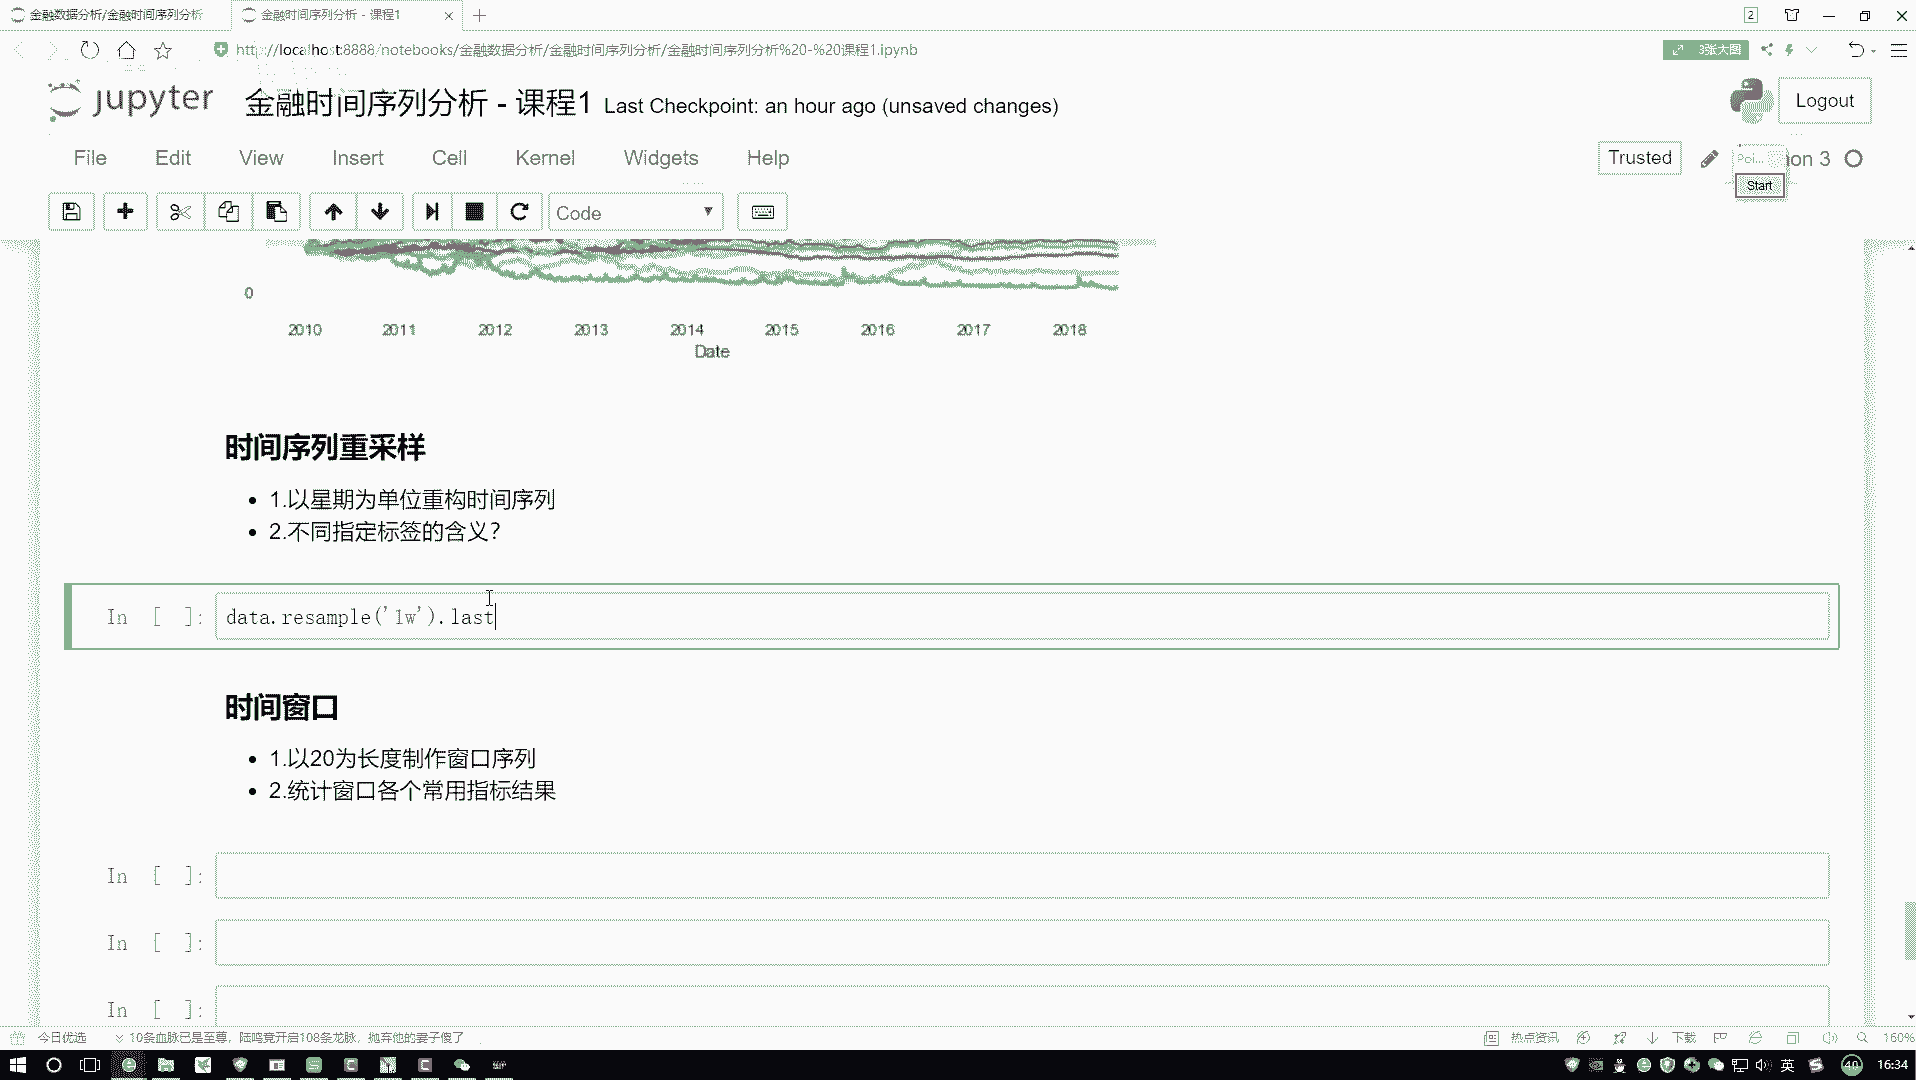 金融数据分析/金融时间序列分析
金融时间序列分析 - 课程1
2
http://localhost:8888/notebooks/金融数据分析/金融时间序列分析/金融时间序列分析%20-%20课程1.ipynb
3张大图
jupyter
金融时间序列分析 - 课程1 Last Checkpoint: an hour ago (unsaved changes)
Logout
File Edit View Insert Cell Kernel Widgets Help
Trusted
Poi...
on 3
Start
Code
0
2010 2011 2012 2013 2014 2015 2016 2017 2018
Date
时间序列重采样
1.以星期为单位重构时间序列
2.不同指定标签的含义?
In [ ]: data.resample('1w').last
时间窗口
1.以20为长度制作窗口序列
2.统计窗口各个常用指标结果
In [ ]:
In [ ]:
In [ ]:
今日优选
10条血脉已是至尊，陆鸣竟开启108条龙脉，抛弃他的妻子傻了
热点资讯
下载
160%
英
40
16:34